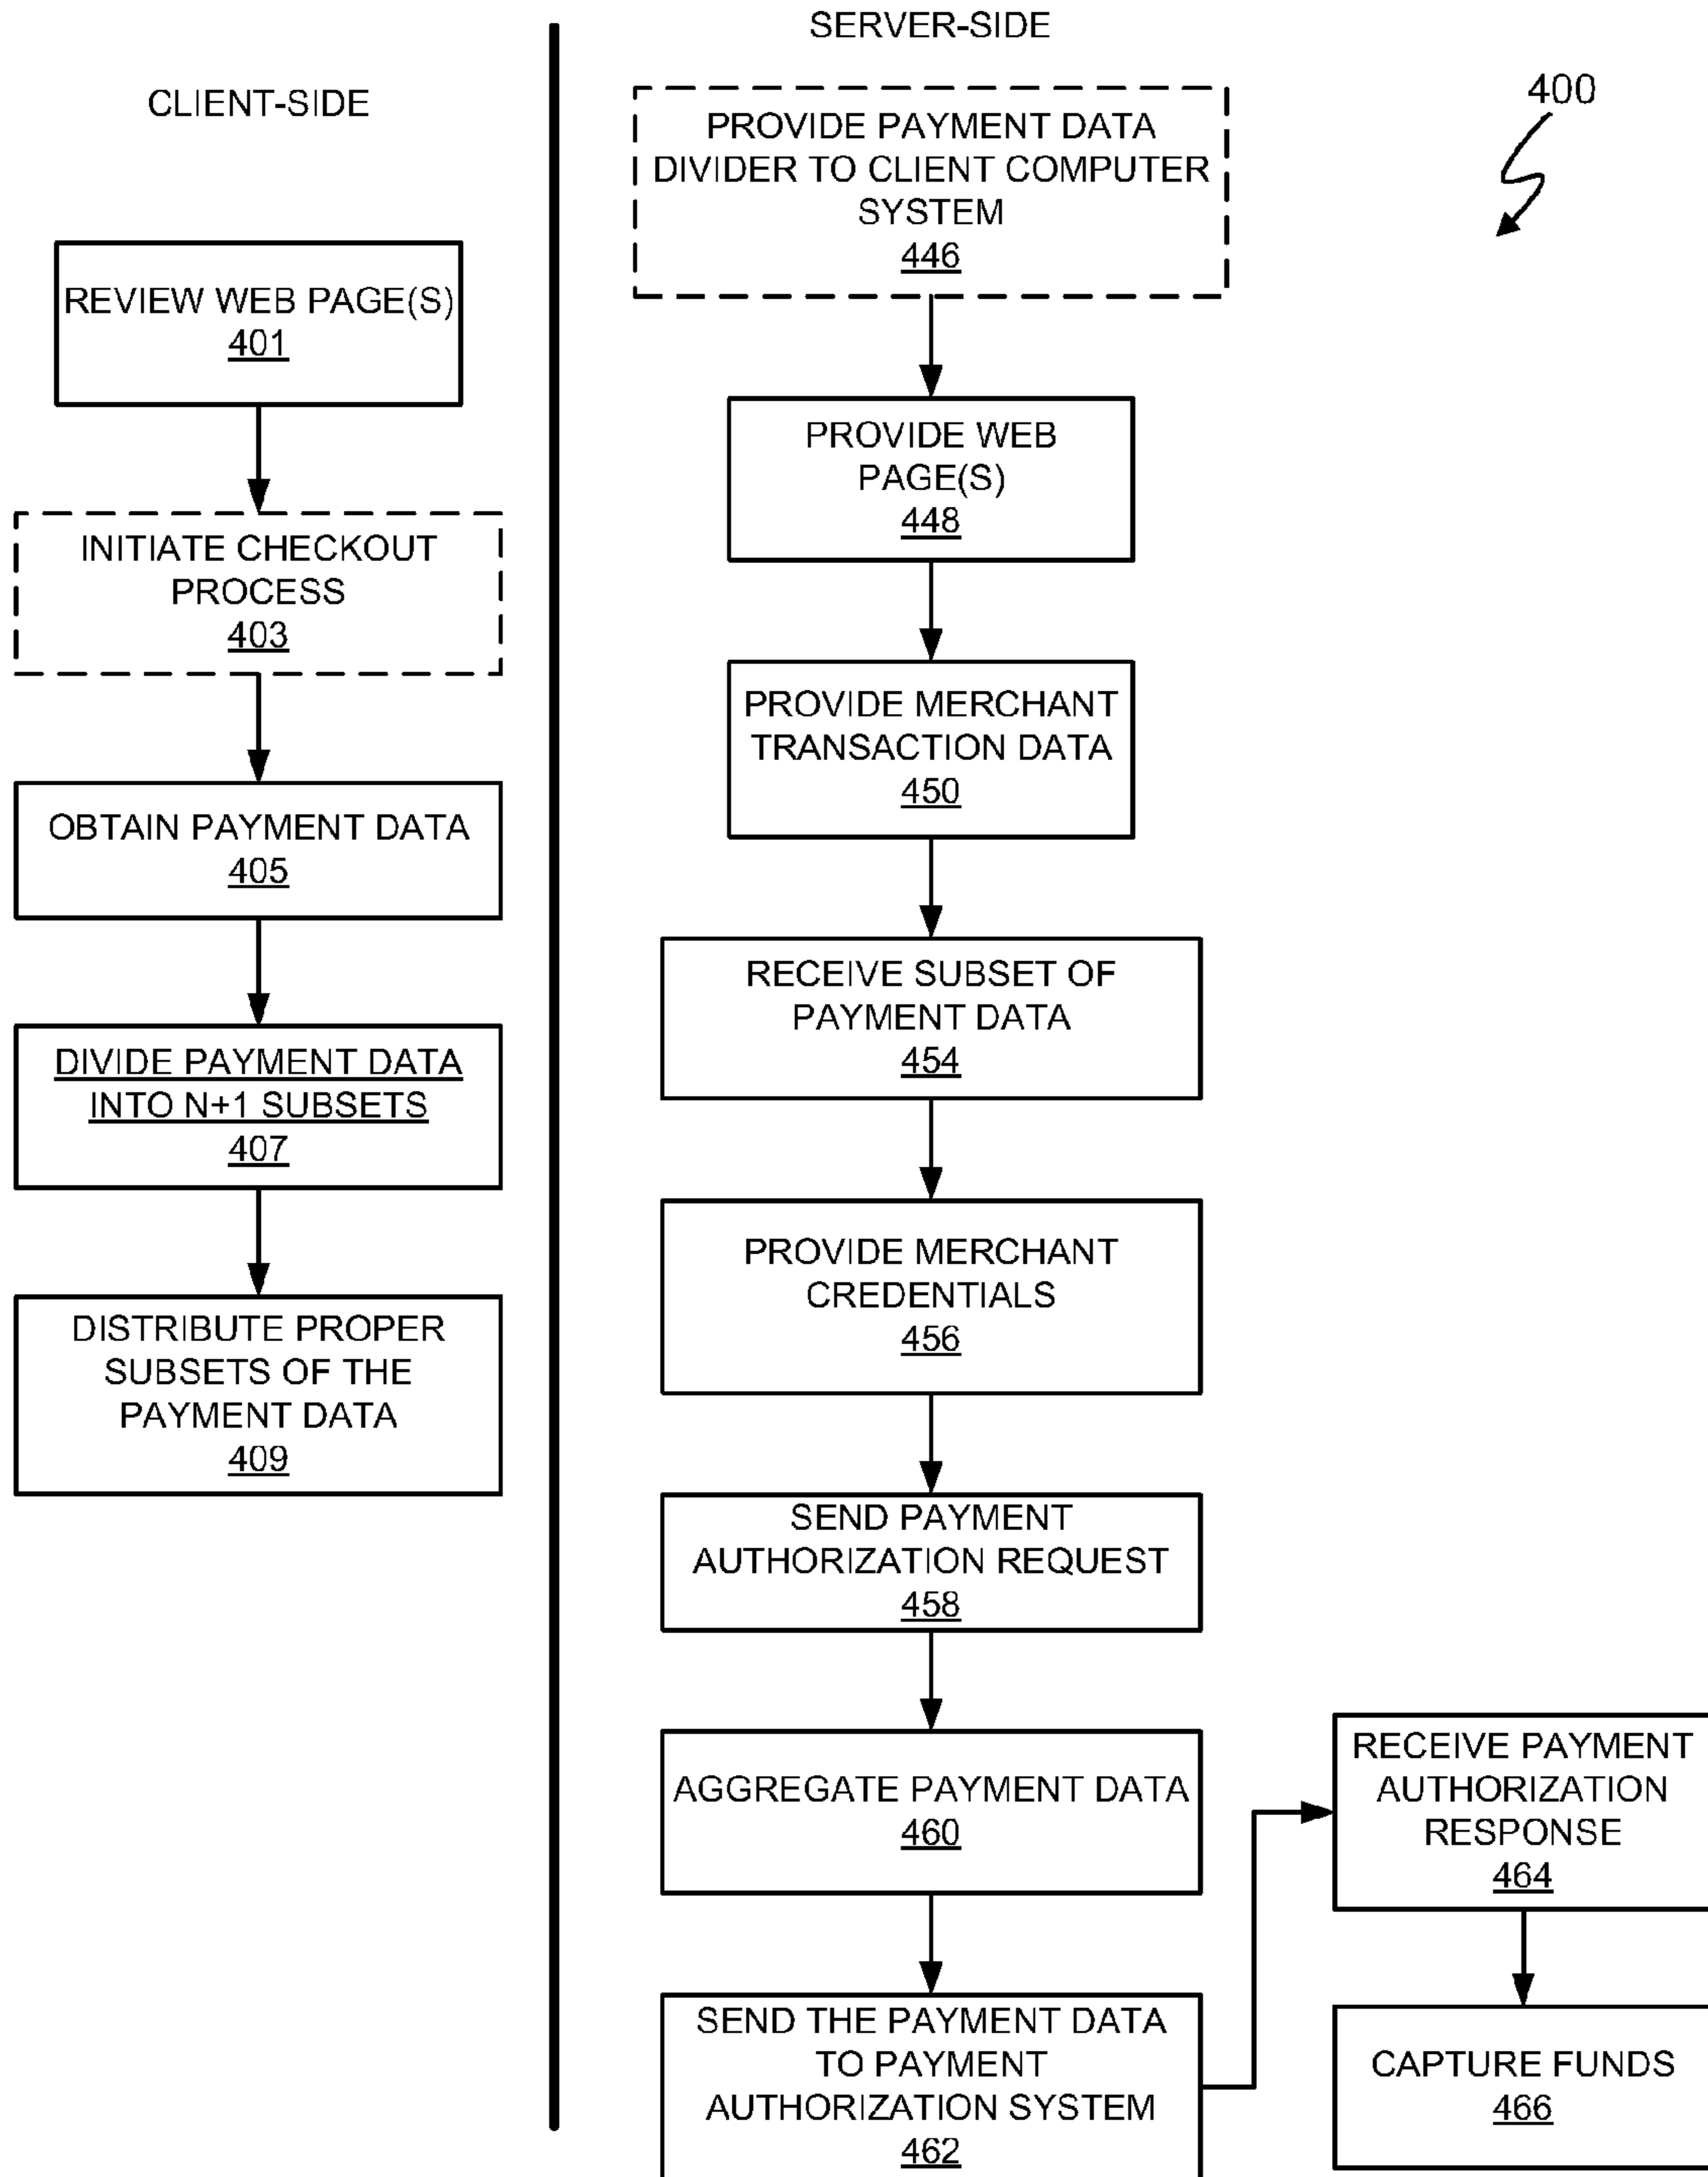 CLIENT-SIDE
REVIEW WEB PAGE(S)
401
INITIATE CHECKOUT
PROCESS
403
OBTAIN PAYMENT DATA
405
DIVIDE PAYMENT DATA
INTO N+1 SUBSETS
407
DISTRIBUTE PROPER
SUBSETS OF THE
PAYMENT DATA
409
SERVER-SIDE
400
PROVIDE PAYMENT DATA
DIVIDER TO CLIENT COMPUTER
SYSTEM
446
PROVIDE WEB
PAGE(S)
448
PROVIDE MERCHANT
TRANSACTION DATA
450
RECEIVE SUBSET OF
PAYMENT DATA
454
PROVIDE MERCHANT
CREDENTIALS
456
SEND PAYMENT
AUTHORIZATION REQUEST
458
AGGREGATE PAYMENT DATA
460
SEND THE PAYMENT DATA
TO PAYMENT
AUTHORIZATION SYSTEM
462
RECEIVE PAYMENT
AUTHORIZATION
RESPONSE
464
CAPTURE FUNDS
466